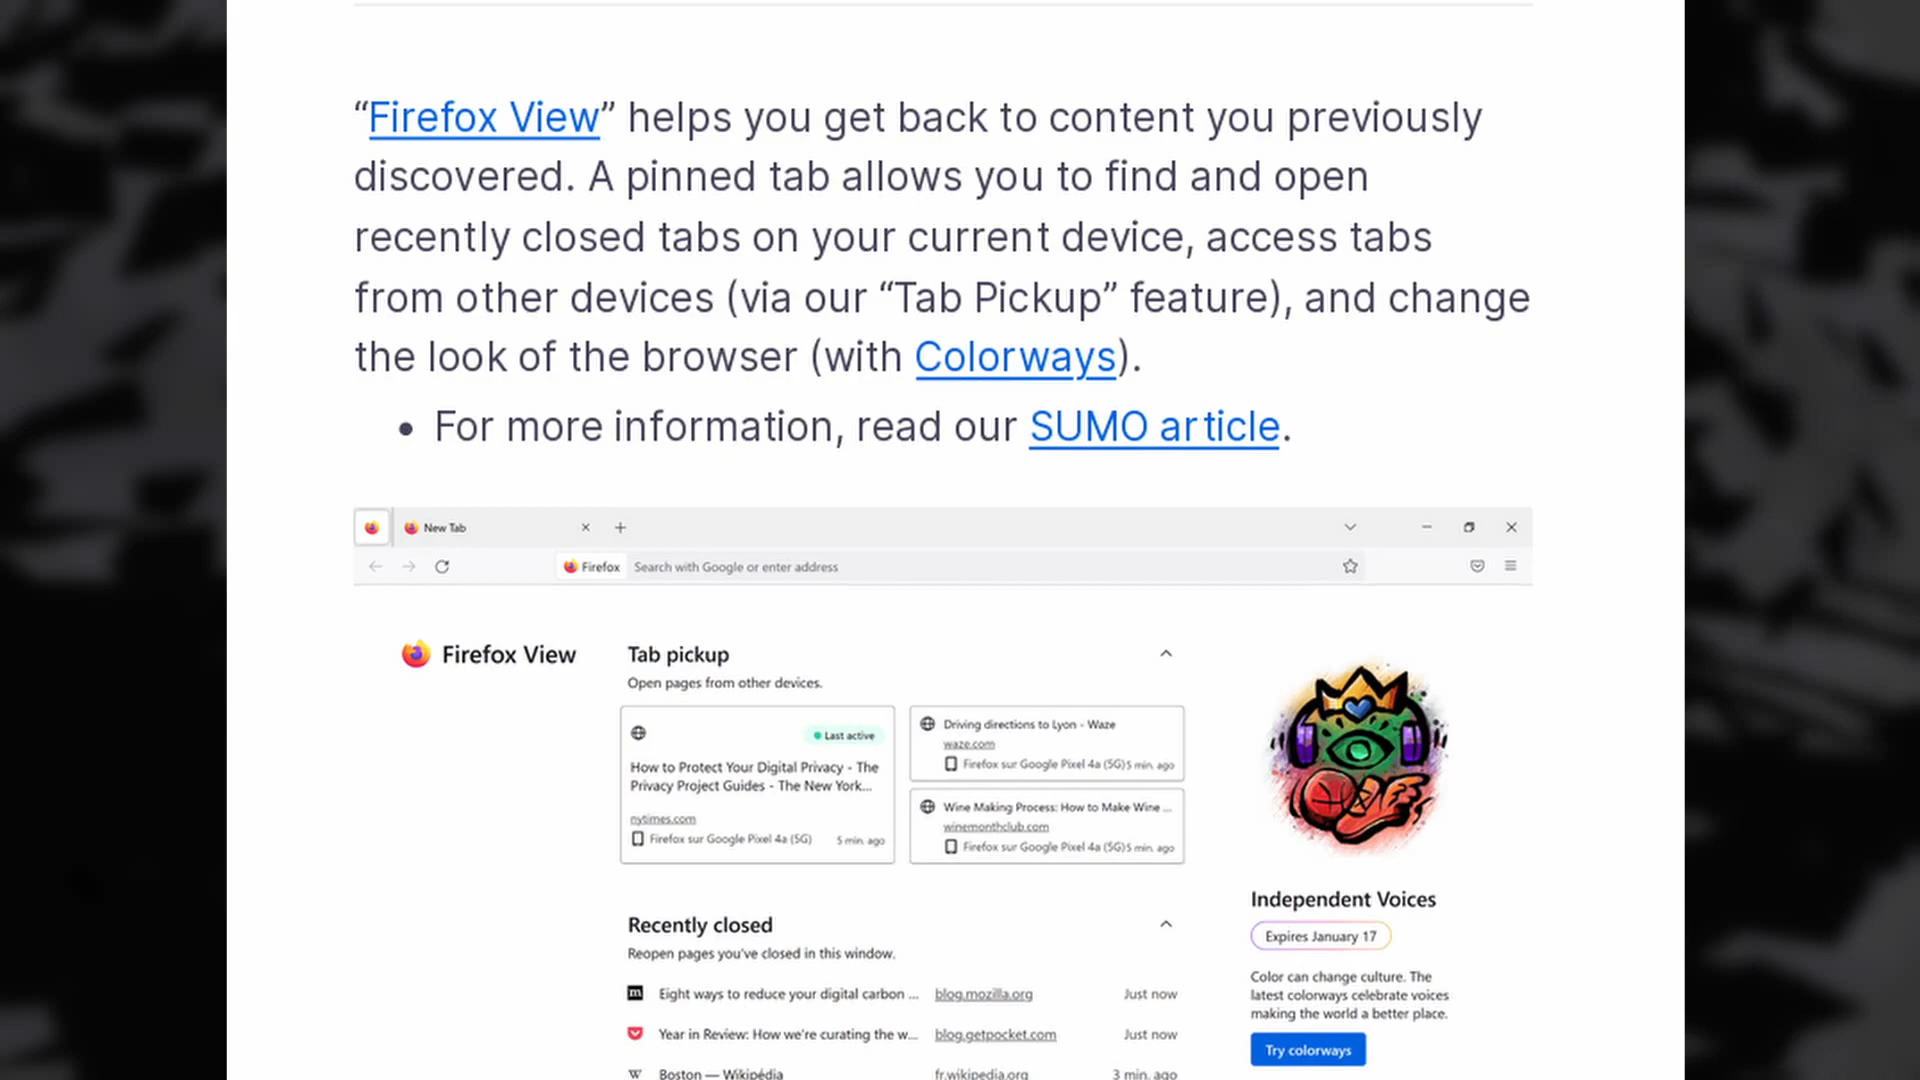 “Firefox View” helps you get back to content you previously
discovered. A pinned tab allows you to find and open
recently closed tabs on your current device, access tabs
from other devices (via our “Tab Pickup” feature), and change
the look of the browser (with Colorways).
• For more information, read our SUMO article.
New Tab
Firefox Search with Google or enter address
Firefox View
Tab pickup
Open pages from other devices.
Last active
How to Protect Your Digital Privacy - The
Privacy Project Guides - The New York...
nytimes.com
Firefox sur Google Pixel 4a (5G) 5 min. ago
Driving directions to Lyon - Waze
waze.com
Firefox sur Google Pixel 4a (5G) 5 min. ago
Wine Making Process: How to Make Wine ...
winemonthclub.com
Firefox sur Google Pixel 4a (5G) 5 min. ago
Recently closed
Reopen pages you've closed in this window.
Eight ways to reduce your digital carbon ... blog.mozilla.org Just now
Year in Review: How we're curating the w... blog.getpocket.com Just now
W Boston — Wikipédia fr.wikipedia.org 3 min. ago
Independent Voices
Expires January 17
Color can change culture. The
latest colorways celebrate voices
making the world a better place.
Try colorways